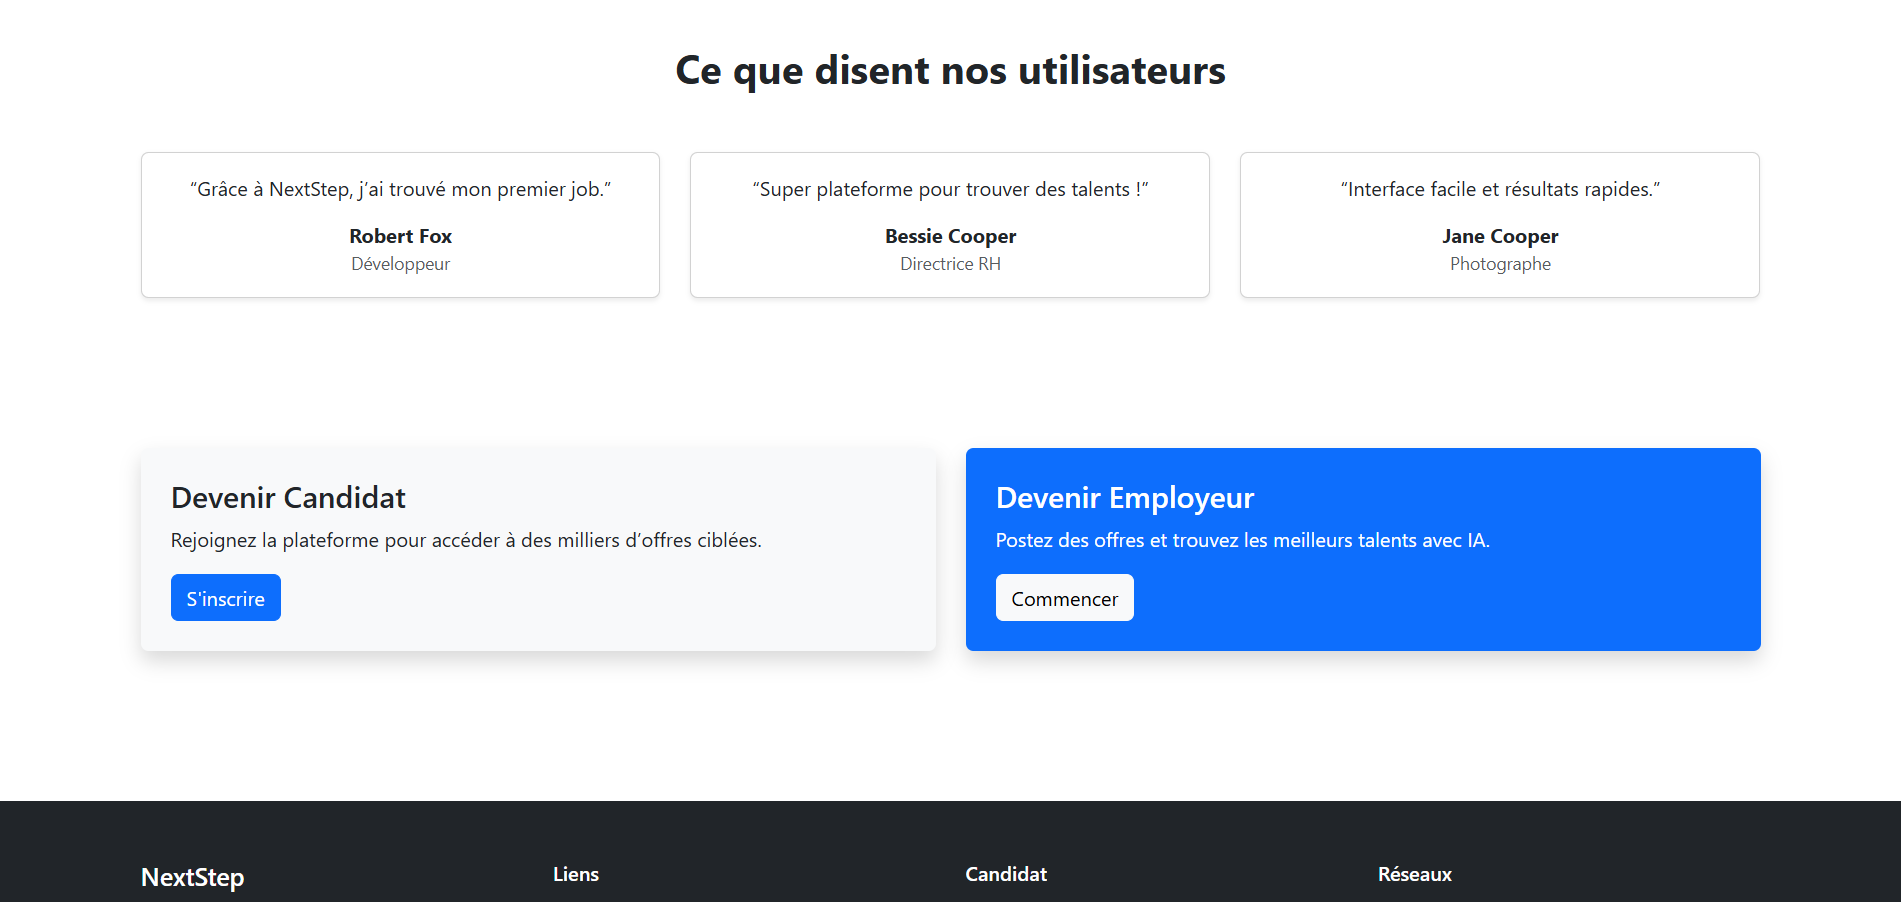 Ce que disent nos utilisateurs
“Grâce à NextStep, j’ai trouvé mon premier job.”
Robert Fox
Développeur
“Super plateforme pour trouver des talents !”
Bessie Cooper
Directrice RH
“Interface facile et résultats rapides.”
Jane Cooper
Photographe
Devenir Candidat
Rejoignez la plateforme pour accéder à des milliers d’offres ciblées.
S'inscrire
Devenir Employeur
Postez des offres et trouvez les meilleurs talents avec IA.
Commencer
NextStep
Liens
Candidat
Réseaux